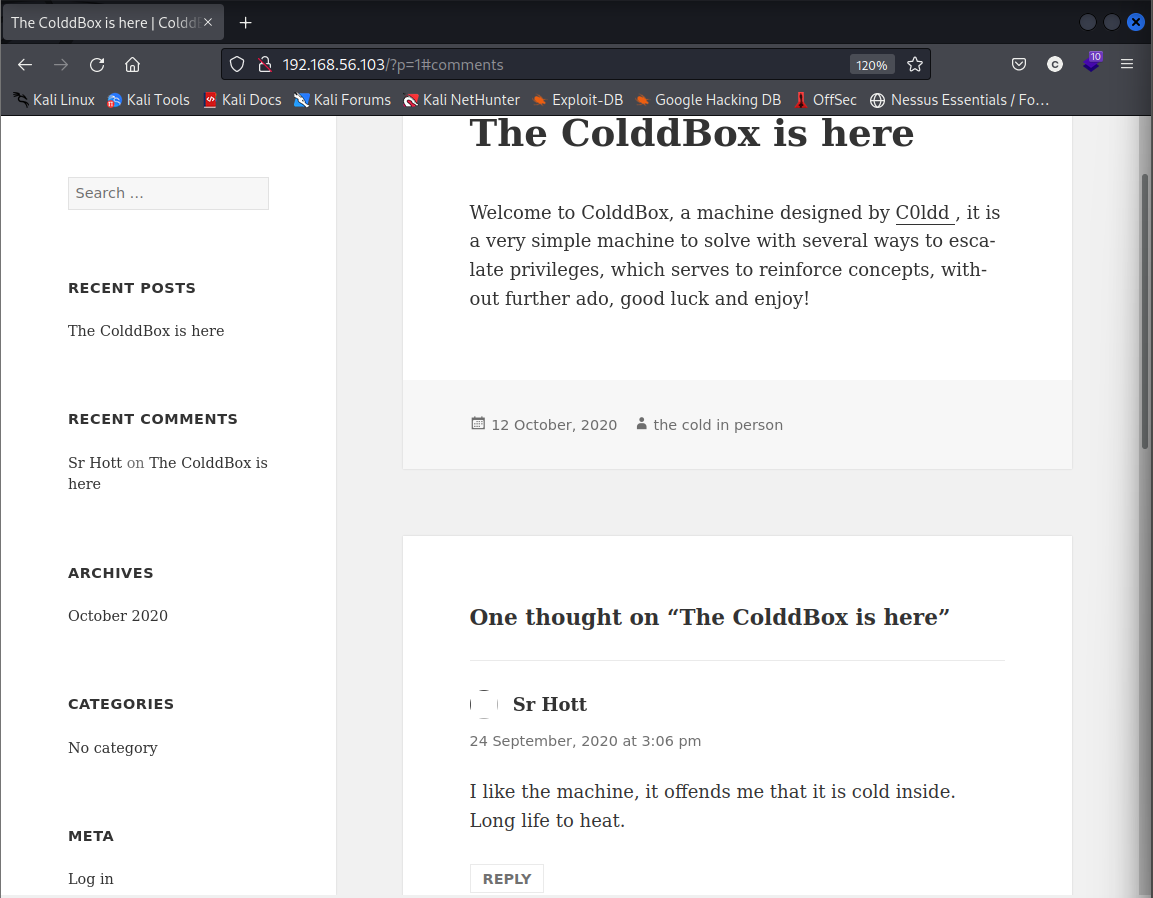 The ColddBox is here | Coldd
192.168.56.103/?p=1#comments
120%
10
Kali Linux
Kali Tools
Kali Docs
Kali Forums
Kali NetHunter
Exploit-DB
Google Hacking DB
OffSec
Nessus Essentials / Fo…
Search …
RECENT POSTS
The ColddBox is here
RECENT COMMENTS
Sr Hott on The ColddBox is
here
ARCHIVES
October 2020
CATEGORIES
No category
META
Log in
The ColddBox is here
Welcome to ColddBox, a machine designed by C0ldd , it is
a very simple machine to solve with several ways to esca-
late privileges, which serves to reinforce concepts, with-
out further ado, good luck and enjoy!
12 October, 2020 the cold in person
One thought on “The ColddBox is here”
Sr Hott
24 September, 2020 at 3:06 pm
I like the machine, it offends me that it is cold inside.
Long life to heat.
REPLY